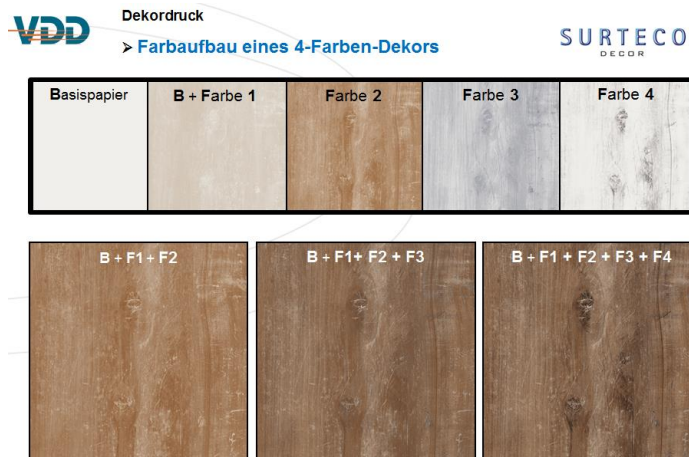 VDD
Dekordruck
SURTECO
DECOR
➢ Farbaufbau eines 4-Farben-Dekors
Basispapier
B + Farbe 1
Farbe 2
Farbe 3
Farbe 4
B + F1 + F2
B + F1+ F2 + F3
B + F1 + F2 + F3 + F4